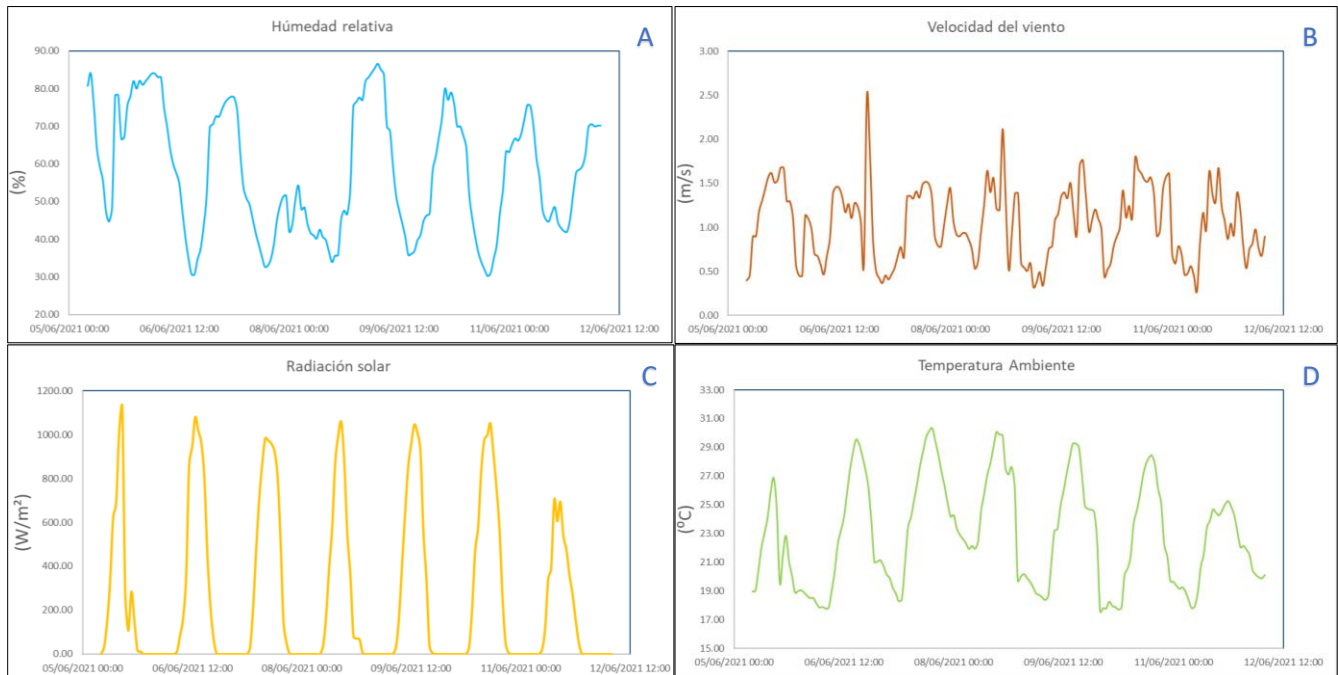 Húmedad relativa
A
90.00
80.00
70.00
60.00
50.00
40.00
30.00
20.00
(%)
05/06/2021 00:00 06/06/2021 12:00 08/06/2021 00:00 09/06/2021 12:00 11/06/2021 00:00 12/06/2021 12:00
Velocidad del viento
B
3.00
2.50
2.00
1.50
1.00
0.50
0.00
(m/s)
05/06/2021 00:00 06/06/2021 12:00 08/06/2021 00:00 09/06/2021 12:00 11/06/2021 00:00 12/06/2021 12:00
Radiación solar
C
1200.00
1000.00
800.00
600.00
400.00
200.00
0.00
(W/m²)
05/06/2021 00:00 06/06/2021 12:00 08/06/2021 00:00 09/06/2021 12:00 11/06/2021 00:00 12/06/2021 12:00
Temperatura Ambiente
D
33.00
31.00
29.00
27.00
25.00
23.00
21.00
19.00
17.00
15.00
(ºC)
05/06/2021 00:00 06/06/2021 12:00 08/06/2021 00:00 09/06/2021 12:00 11/06/2021 00:00 12/06/2021 12:00